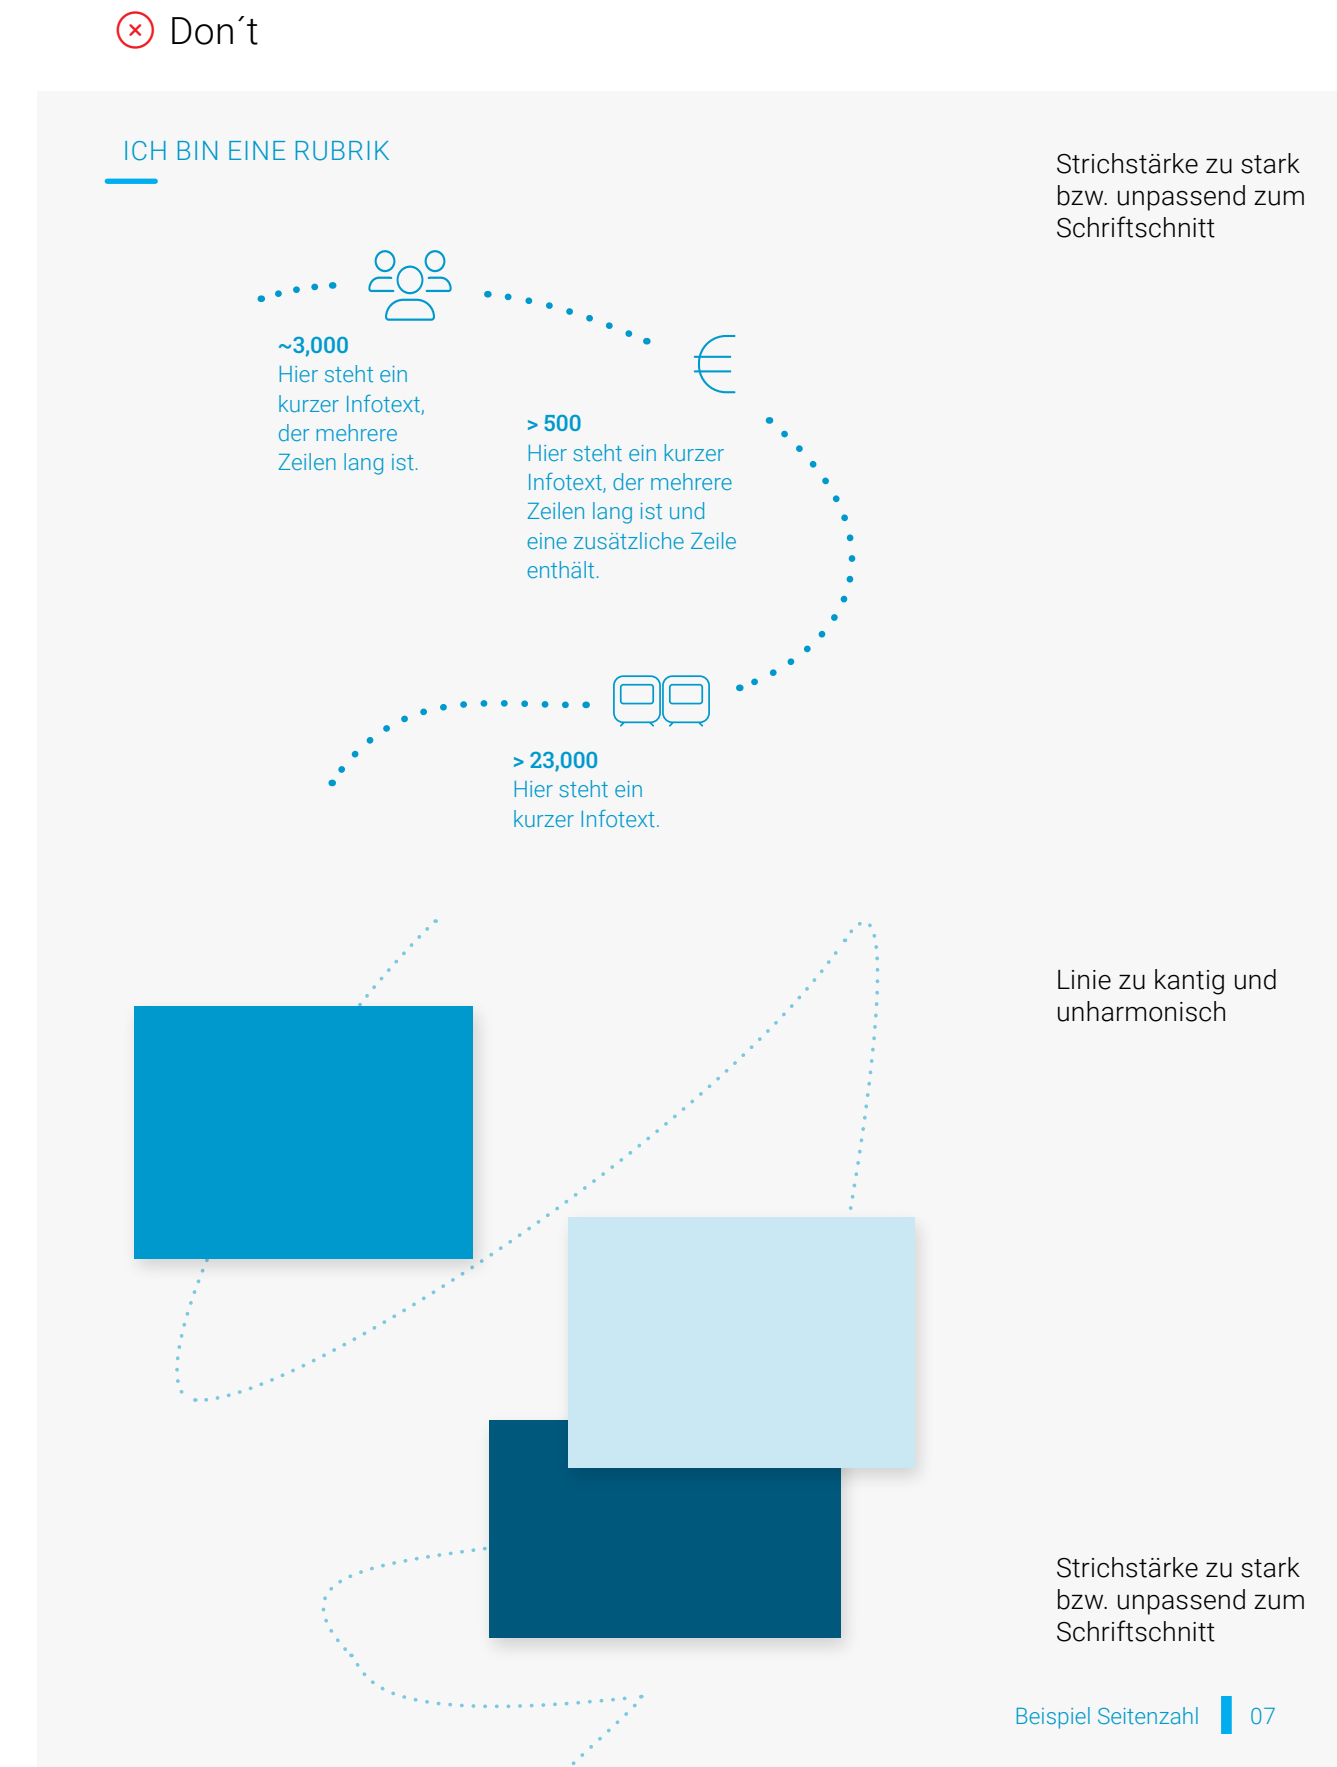 Don´t
ICH BIN EINE RUBRIK
Strichstärke zu stark
bzw. unpassend zum
Schriftschnitt
~3,000
Hier steht ein
kurzer Infotext,
der mehrere
Zeilen lang ist.
> 500
Hier steht ein kurzer
Infotext, der mehrere
Zeilen lang ist und
eine zusätzliche Zeile
enthält.
> 23,000
Hier steht ein
kurzer Infotext.
Linie zu kantig und
unharmonisch
Strichstärke zu stark
bzw. unpassend zum
Schriftschnitt
Beispiel Seitenzahl 07